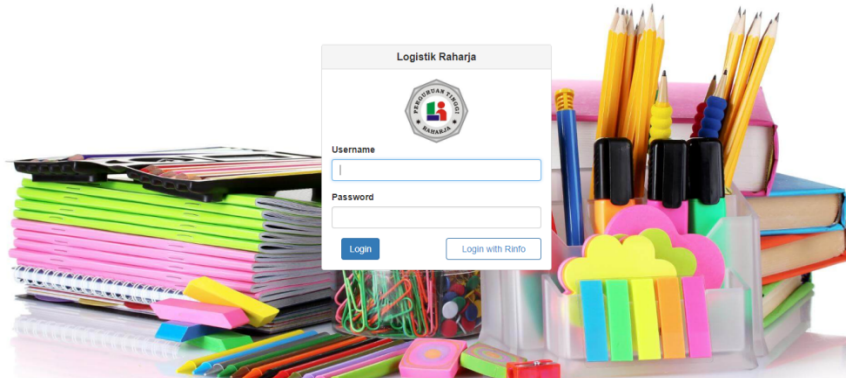 Logistik Raharja
PERGURUAN TINGGI
RAHARJA
Username
Password
Login
Login with Rinfo